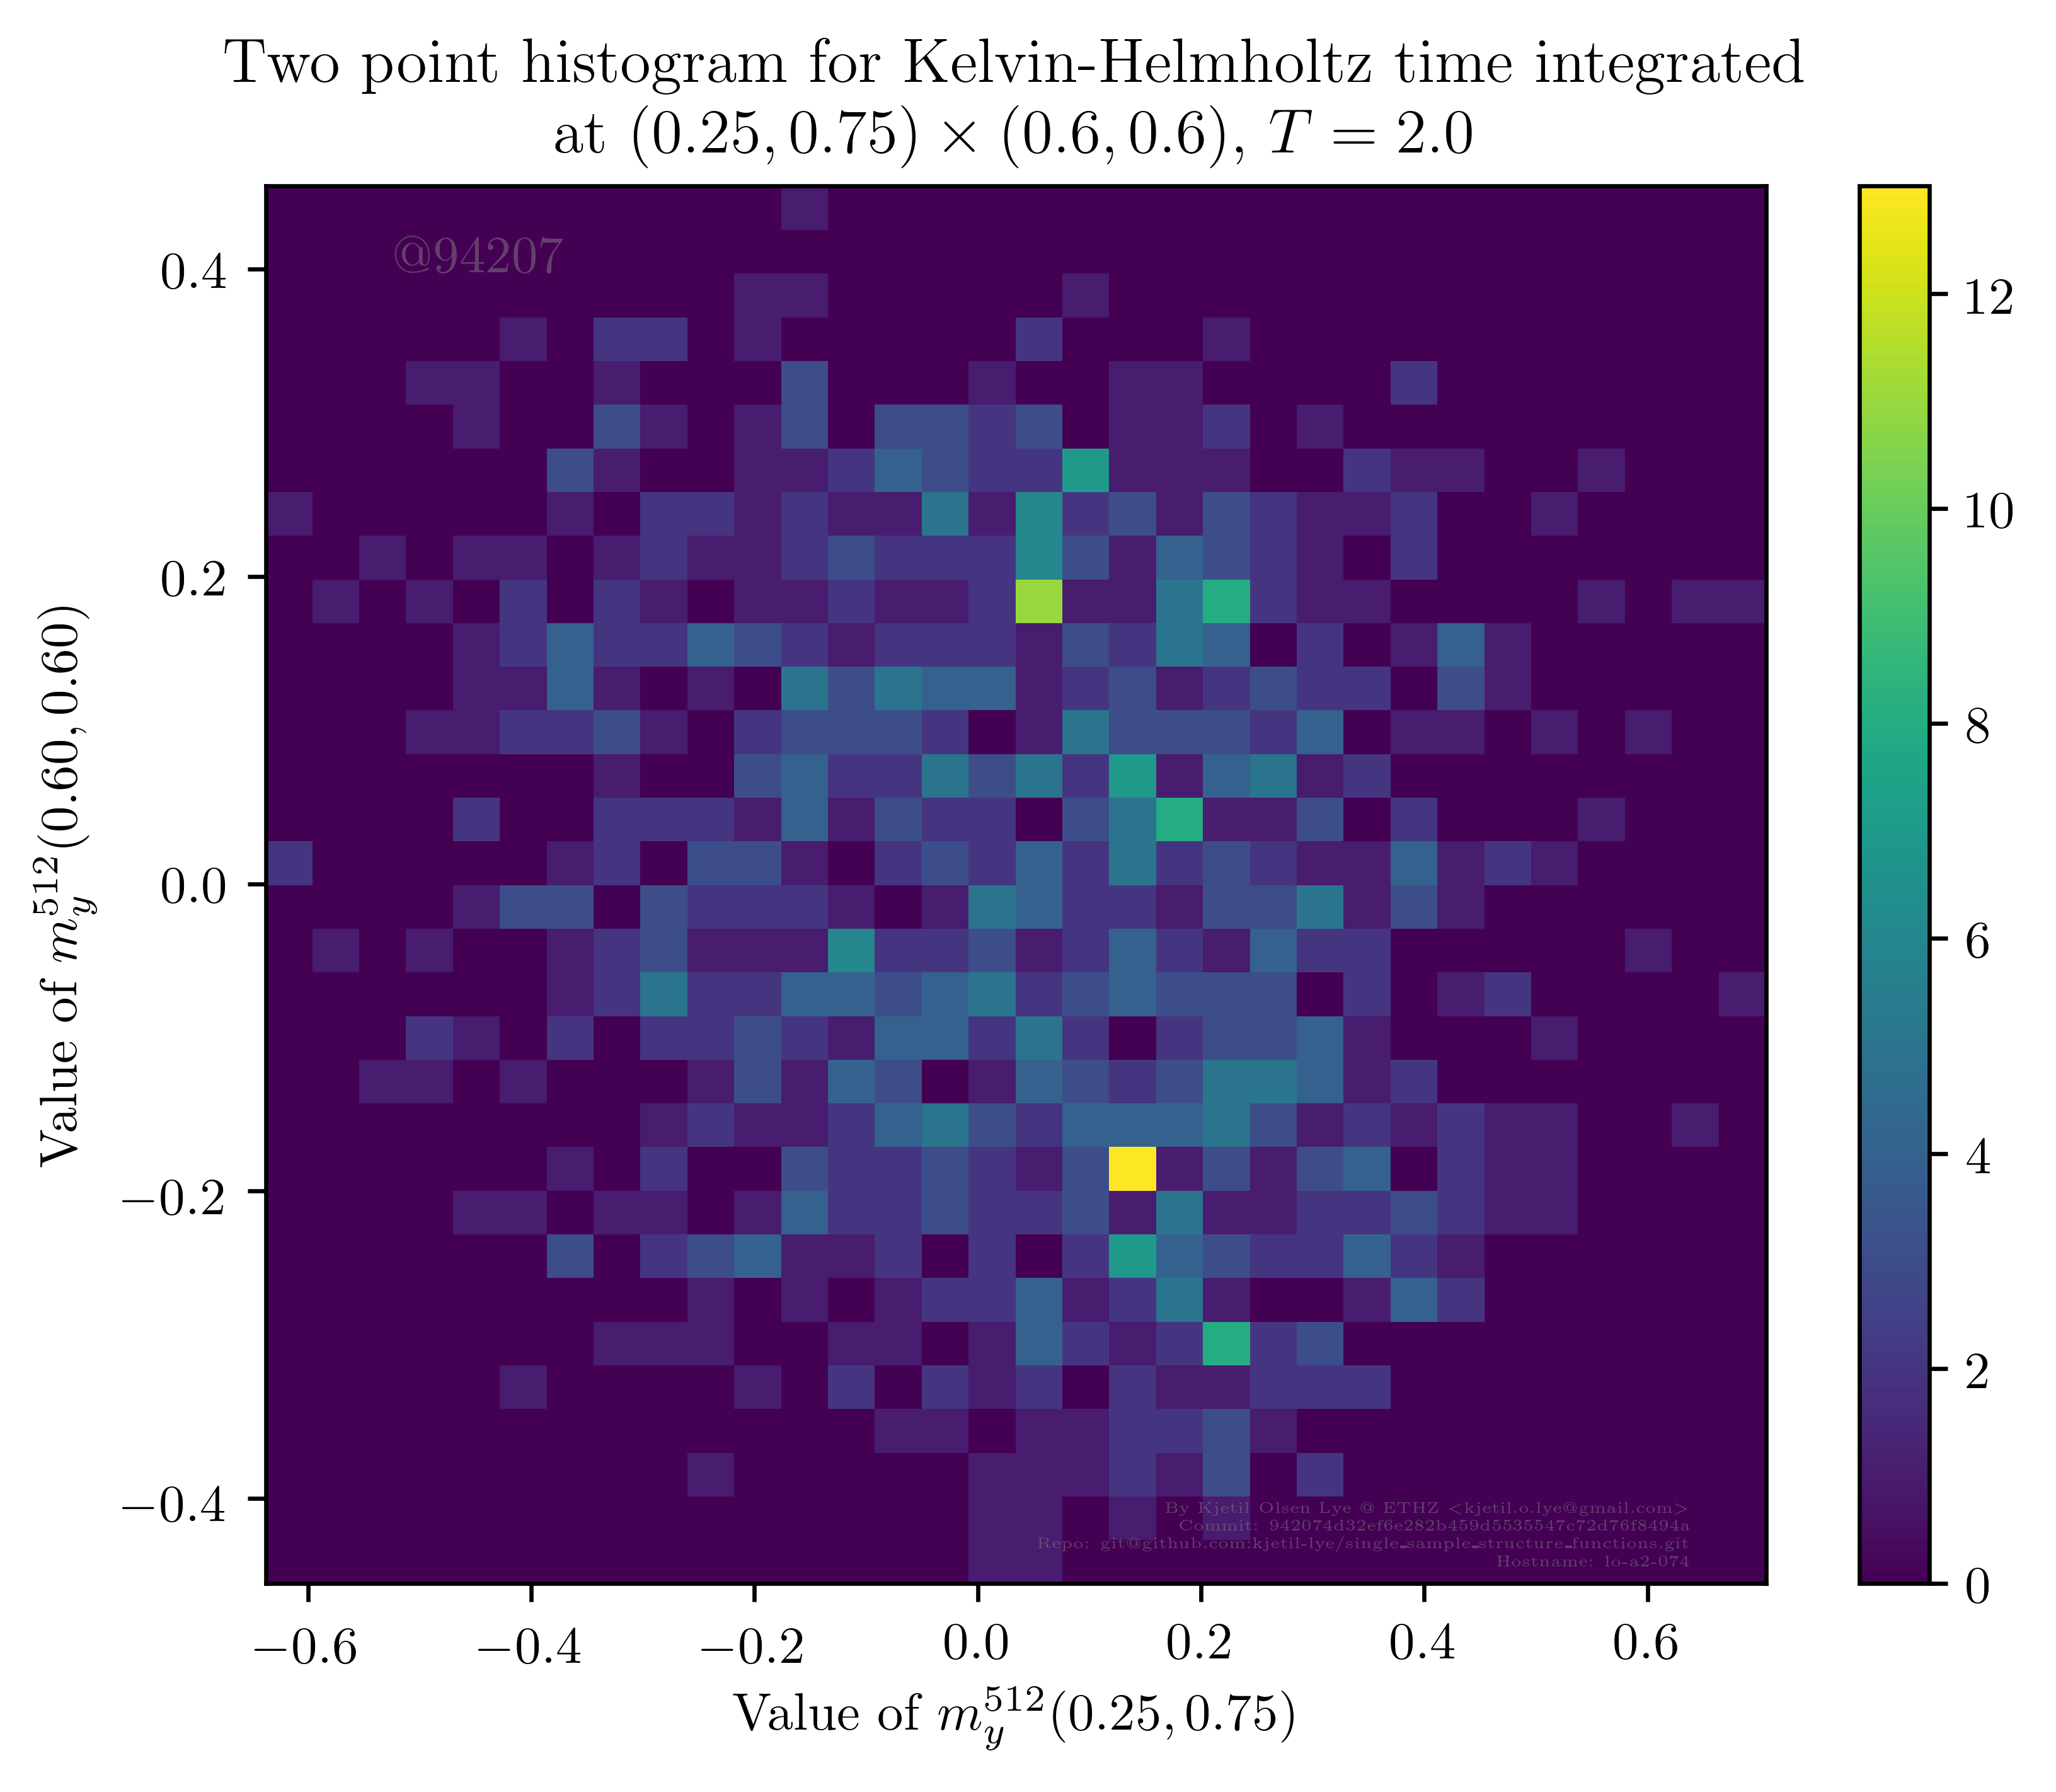 Two point histogram for Kelvin-Helmholtz time integrated
at (0.25, 0.75) × (0.6, 0.6), T = 2.0
@94207
0.4
0.2
0.0
−0.2
−0.4
Value of m_y^512(0.60, 0.60)
−0.6 −0.4 −0.2 0.0 0.2 0.4 0.6
Value of m_y^512(0.25, 0.75)
12
10
8
6
4
2
0
By Kjetil Olsen Lye @ ETHZ <kjetil.o.lye@gmail.com>
Commit: 942074d32ef6e282b459d5535547c72d76f8494a
Repo: git@github.com:kjetil-lye/single_sample_structure_functions.git
Hostname: lo-a2-074